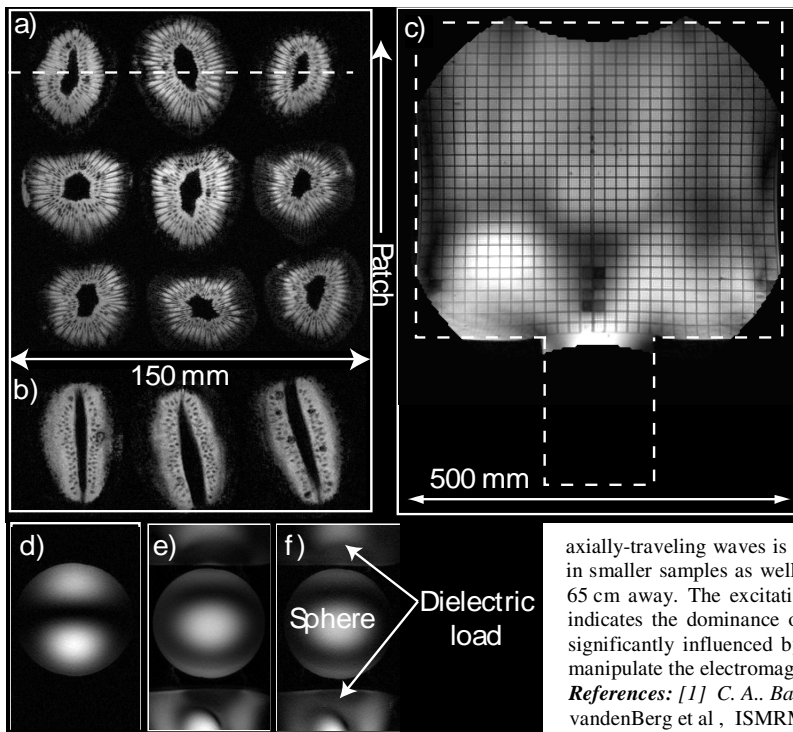 a)
Patch
150 mm
b)
c)
500 mm
d)
e)
f)
Sphere
Dielectric
load
axially-traveling waves is
in smaller samples as well
65 cm away. The excitati
indicates the dominance o
significantly influenced b
manipulate the electromag
References: [1] C. A.. Ba
vandenBerg et al , ISMRM